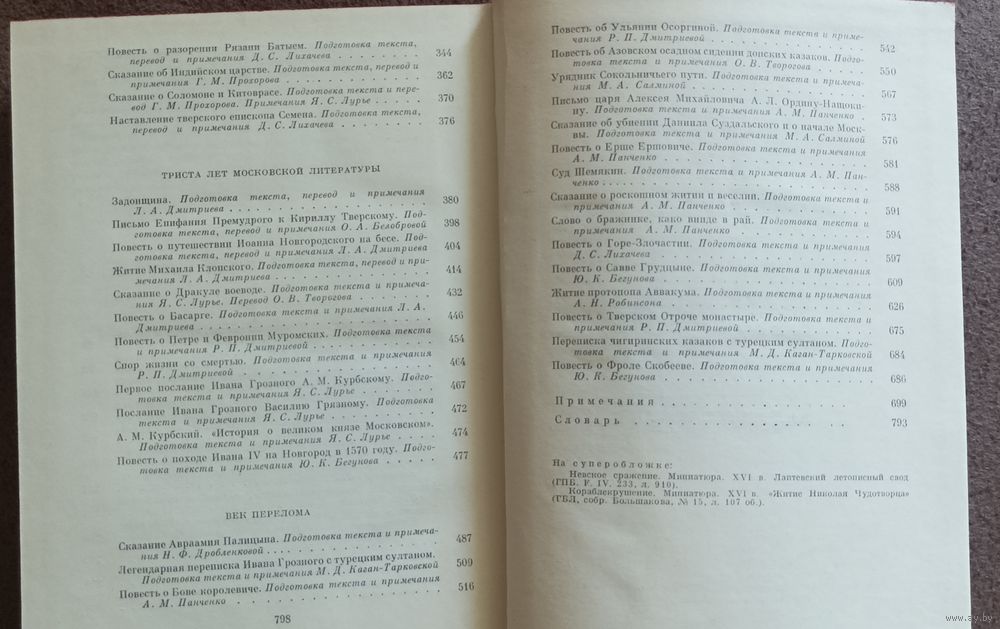 Повесть о разорении Рязани Батыем. Подготовка текста,
перевод и примечания Д. С. Лихачева . . . . . . . . 344
Сказание об Индийском царстве. Подготовка текста, перевод и
примечания Г. М. Прохорова . . . . . . . . . . 362
Сказание о Соломоне и Китоврасе. Подготовка текста и пере-
вод Г. М. Прохорова. Примечания Я. С. Лурье . . . . . 370
Наставление тверского епископа Семена. Подготовка текста,
перевод и примечания Д. С. Лихачева . . . . . . . . 376
ТРИСТА ЛЕТ МОСКОВСКОЙ ЛИТЕРАТУРЫ
Задонщина. Подготовка текста, перевод и примечания
Л. А. Дмитриева . . . . . . . . . . . . . . 380
Письмо Епифания Премудрого к Кириллу Тверскому. Под-
готовка текста, перевод и примечания О. А. Белобровой 398
Повесть о путешествии Иоанна Новгородского на бесе. Под-
готовка текста, перевод и примечания Л. А. Дмитриева 404
Житие Михаила Клопского. Подготовка текста, перевод и при-
мечания Л. А. Дмитриева . . . . . . . . . . . 414
Сказание о Дракуле воеводе. Подготовка текста и примеча-
ния Я. С. Лурье. Перевод О. В. Творогова . . . . . . 432
Повесть о Басарге. Подготовка текста и примечания Л. А.
Дмитриева . . . . . . . . . . . . . . . . 446
Повесть о Петре и Февронии Муромских. Подготовка текста
и примечания Р. П. Дмитриевой . . . . . . . . . 454
Спор жизни со смертью. Подготовка текста и примечания
Р. П. Дмитриевой . . . . . . . . . . . . . . 464
Первое послание Ивана Грозного А. М. Курбскому. Подго-
товка текста и примечания Я. С. Лурье . . . . . . . 467
Послание Ивана Грозного Василию Грязному. Подготовка
текста и примечания Я. С. Лурье . . . . . . . . . 472
А. М. Курбский. «История о великом князе Московском».
Подготовка текста и примечания Я. С. Лурье . . . . . 474
Повесть о походе Ивана IV на Новгород в 1570 году. Подго-
товка текста и примечания Ю. К. Бегунова . . . . . 477
ВЕК ПЕРЕЛОМА
Сказание Авраамия Палицына. Подготовка текста и примеча-
ния Н. Ф. Дробленковой . . . . . . . . . . . . 487
Легендарная переписка Ивана Грозного с турецким султаном.
Подготовка текста и примечания М. Д. Каган-Тарковской 509
Повесть о Бове королевиче. Подготовка текста и примечания
А. М. Панченко . . . . . . . . . . . . . . . 516
798
Повесть об Ульянии Осоргиной. Подготовка текста и приме-
чания Р. П. Дмитриевой . . . . . . . . . . . . 542
Повесть об Азовском осадном сидении донских казаков. Подго-
товка текста и примечания О. В. Творогова . . . . . 550
Урядник Сокольничьего пути. Подготовка текста и примеча-
ния М. А. Салминой . . . . . . . . . . . . . 567
Письмо царя Алексея Михайловича А. Л. Ордину-Нащоки-
ну. Подготовка текста и примечания А. М. Панченко . 573
Сказание об убиении Даниила Суздальского и о начале Моск-
вы. Подготовка текста и примечания М. А. Салминой 576
Повесть о Ерше Ершовиче. Подготовка текста и примечания
А. М. Панченко . . . . . . . . . . . . . . . 581
Суд Шемякин. Подготовка текста и примечания А. М. Пан-
ченко . . . . . . . . . . . . . . . . . . 588
Сказание о роскошном житии и веселии. Подготовка текста и
примечания А. М. Панченко . . . . . . . . . . . 591
Слово о бражнике, како вниде в рай. Подготовка текста и
примечания А. М. Панченко . . . . . . . . . . . 594
Повесть о Горе-Злочастии. Подготовка текста и примечания
Д. С. Лихачева . . . . . . . . . . . . . . . 597
Повесть о Савве Грудцыне. Подготовка текста и примечания
Ю. К. Бегунова . . . . . . . . . . . . . . . 609
Житие протопопа Аввакума. Подготовка текста и примечания
А. Н. Робинсона . . . . . . . . . . . . . . . 626
Повесть о Тверском Отроче монастыре. Подготовка текста и
примечания Р. П. Дмитриевой . . . . . . . . . . 675
Переписка чигиринских казаков с турецким султаном. Подго-
товка текста и примечания М. Д. Каган-Тарковской 684
Повесть о Фроле Скобееве. Подготовка текста и примечания
Ю. К. Бегунова . . . . . . . . . . . . . . . 686
Примечания . . . . . . . . . . . . . . . 699
Словарь . . . . . . . . . . . . . . . . 793
На суперобложке:
Невское сражение. Миниатюра. XVI в. Лаптевский летописный свод
(ГПБ. F. IV. 233, л. 910).
Кораблекрушение. Миниатюра. XVI в. «Житие Николая Чудотворца»
(ГБЛ, собр. Большакова, № 15, л. 107 об.).
www.ay.by